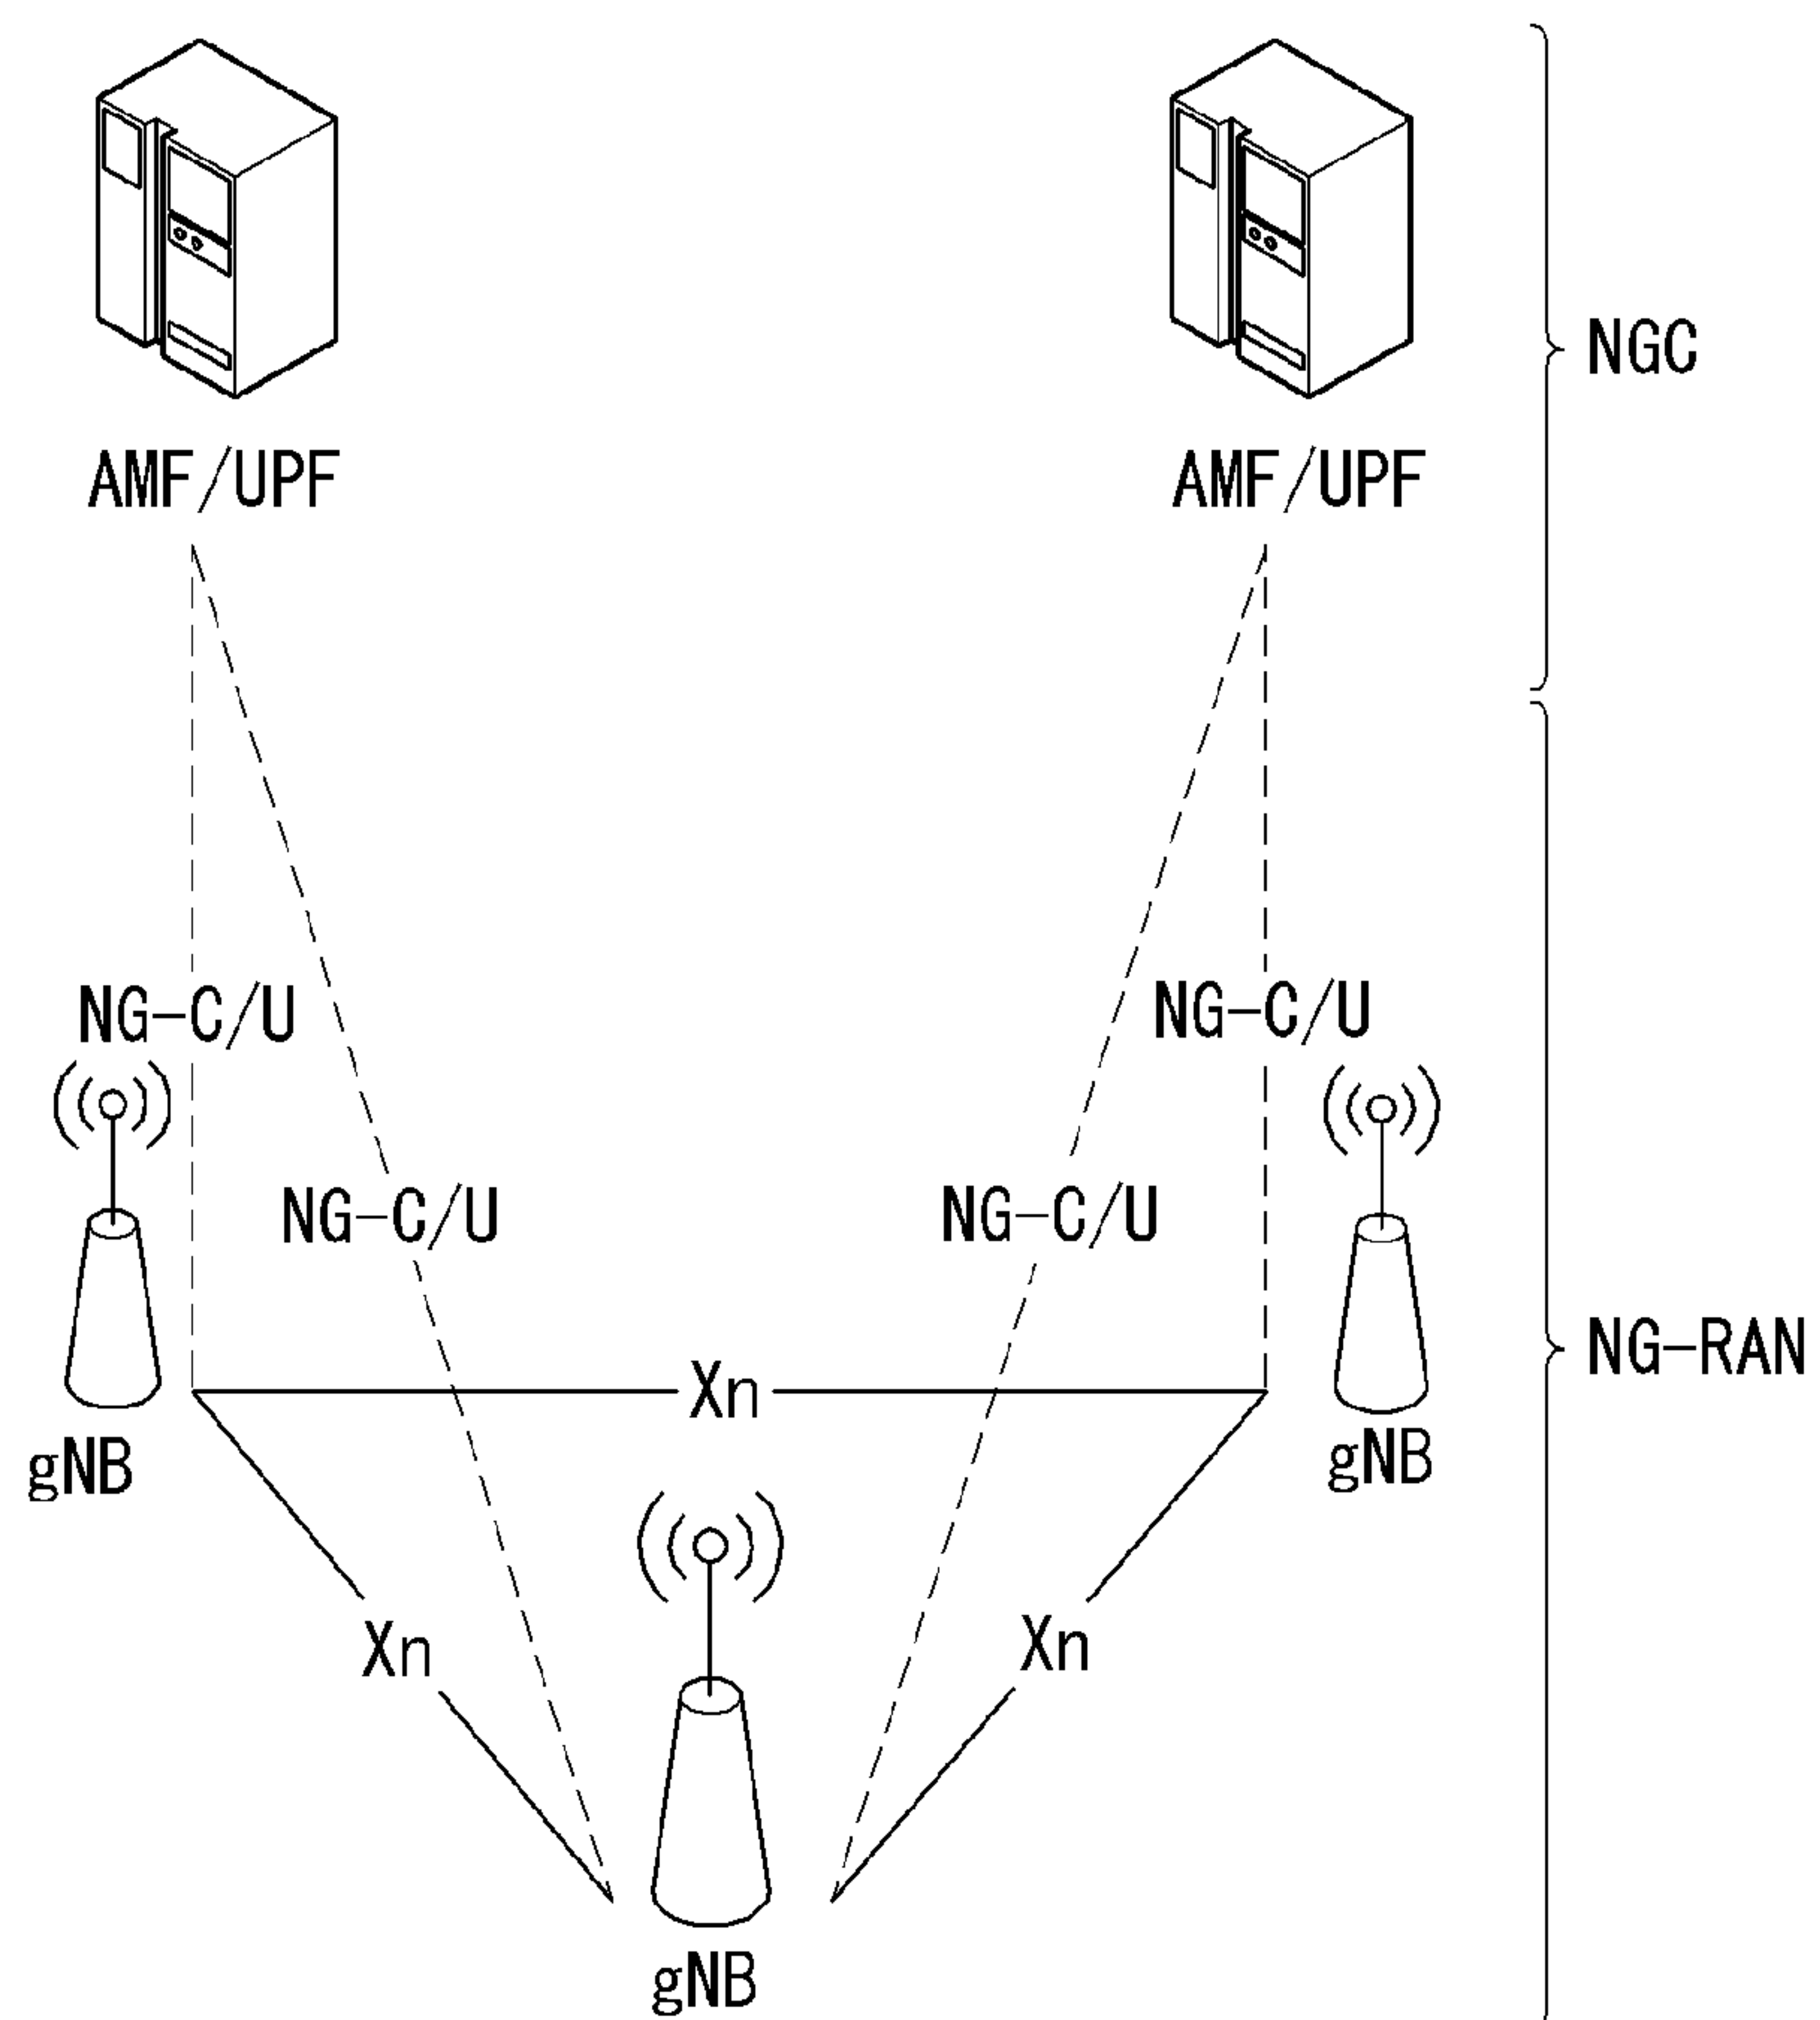 NGC
AMF/UPF
AMF/UPF
NG-C/U
NG-C/U
NG-C/U
NG-C/U
NG-RAN
Xn
gNB
gNB
Xn
Xn
gNB